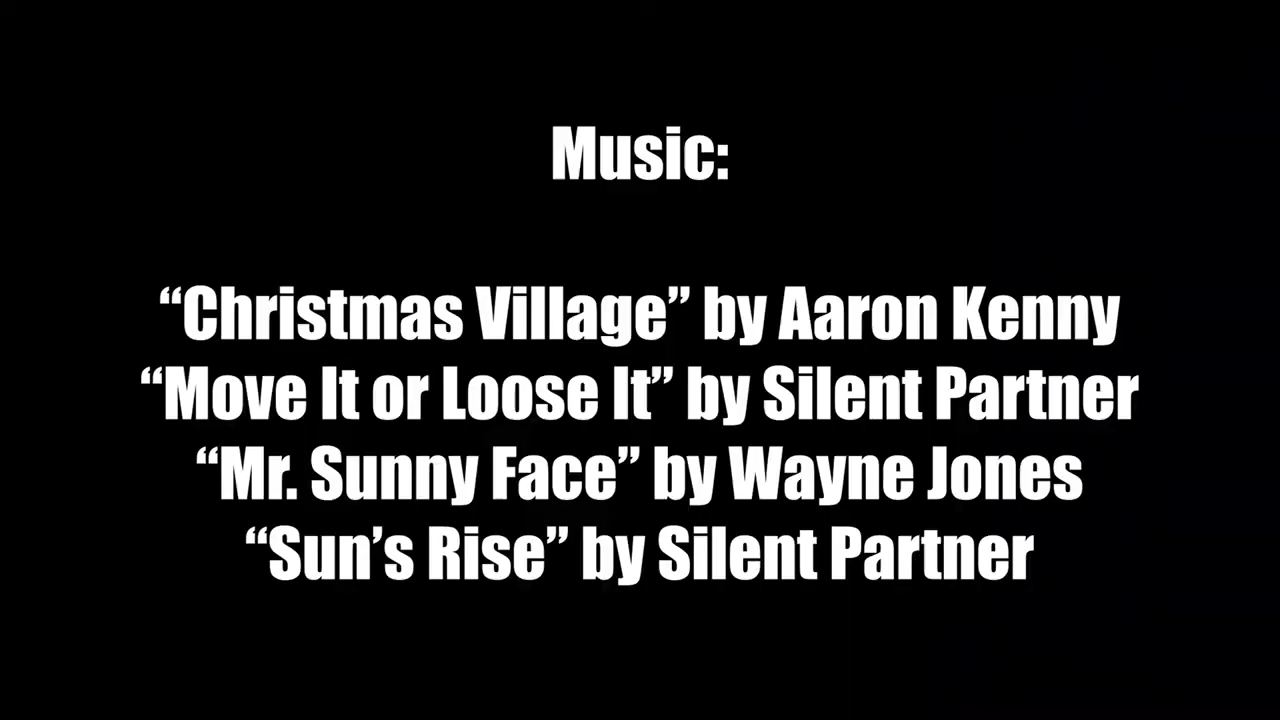 Music:
“Christmas Village” by Aaron Kenny
“Move It or Loose It” by Silent Partner
“Mr. Sunny Face” by Wayne Jones
“Sun’s Rise” by Silent Partner